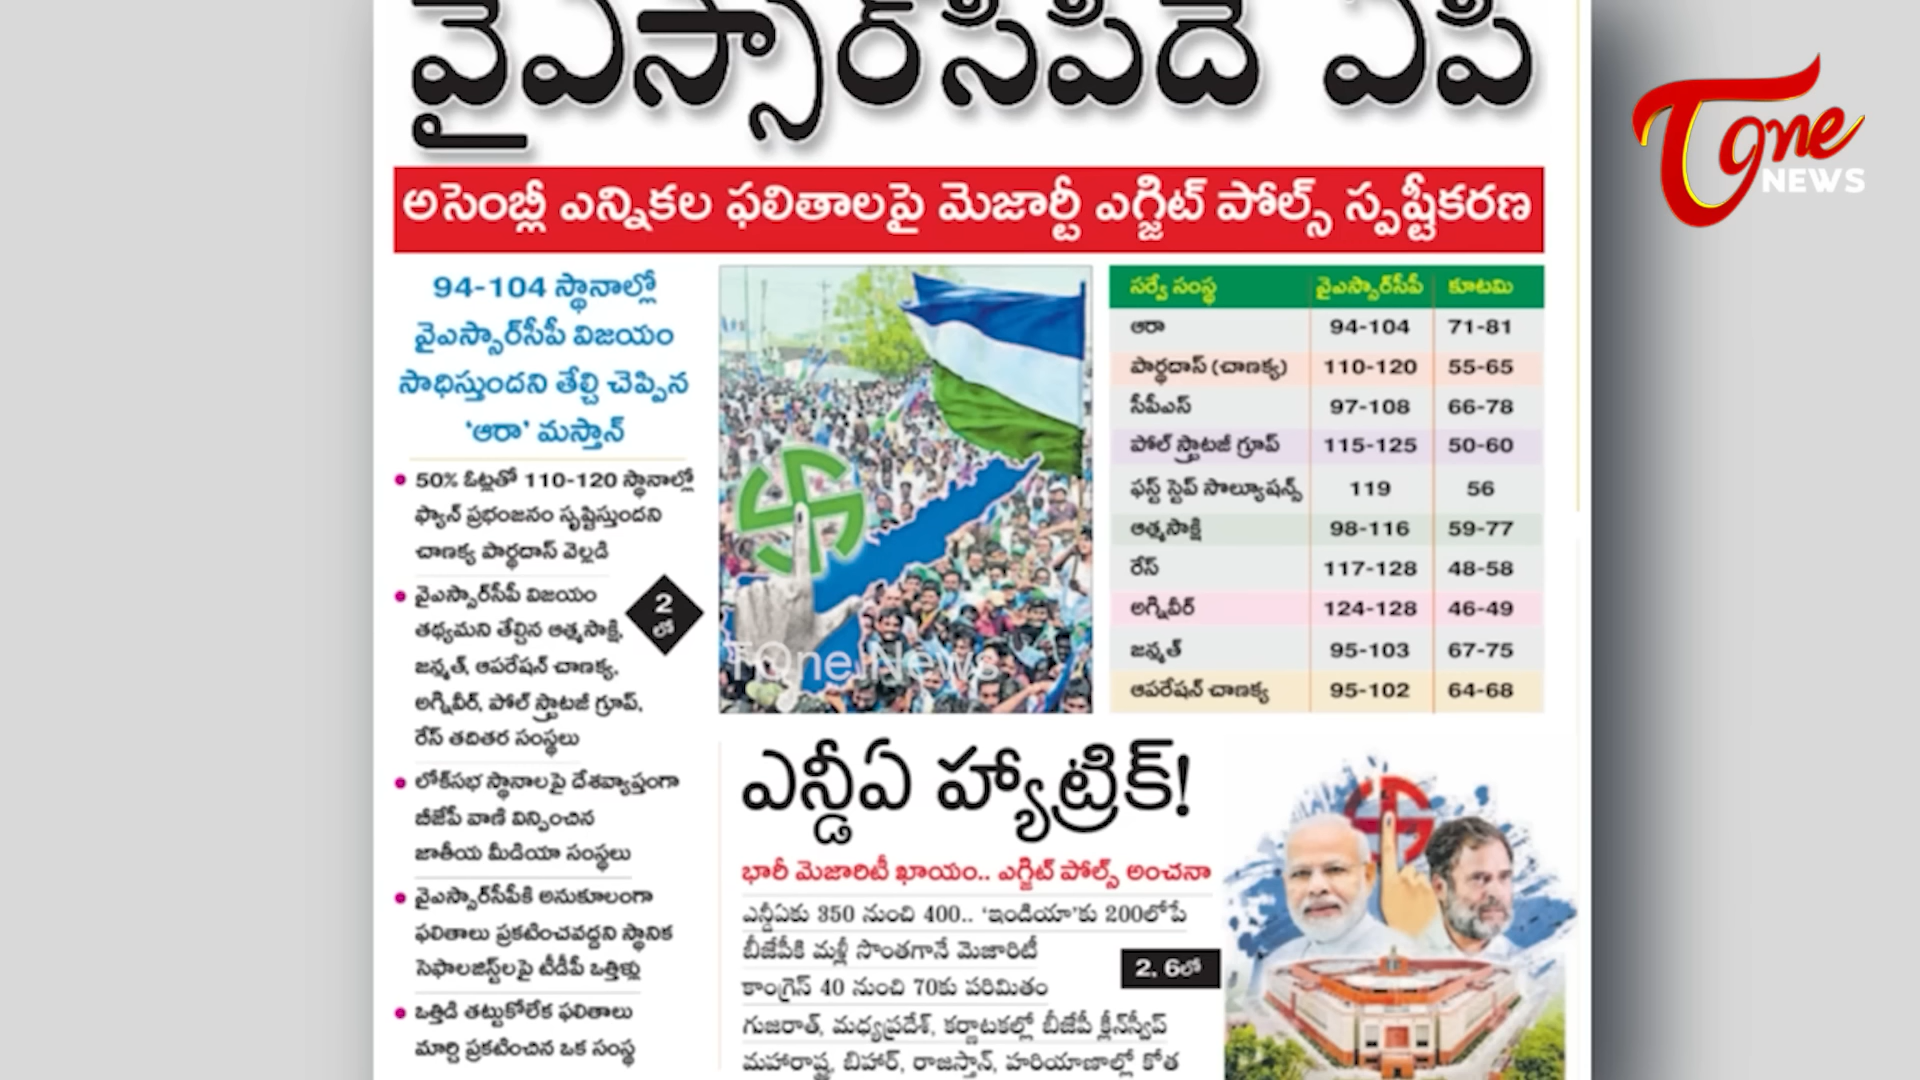 వైఎస్సార్‌సీపీదే ఏపీ
Tone
NEWS
అసెంబ్లీ ఎన్నికల ఫలితాలపై మెజార్టీ ఎగ్జిట్ పోల్స్ స్పష్టీకరణ
94-104 స్థానాల్లో
వైఎస్సార్‌సీపీ విజయం
సాధిస్తుందని తేల్చి చెప్పిన
‘ఆరా’ మస్తాన్
50% ఓట్లతో 110-120 స్థానాల్లో
ఫ్యాన్ ప్రభంజనం సృష్టిస్తుందని
చాణక్య పార్థదాస్ వెల్లడి
వైఎస్సార్‌సీపీ విజయం
తథ్యమని తేల్చిన ఆత్మసాక్షి,
జన్మత్, ఆపరేషన్ చాణక్య,
అగ్నివీర్, పోల్ స్ట్రాటజీ గ్రూప్,
రేస్ తదితర సంస్థలు
2
లో
లోక్‌సభ స్థానాలపై దేశవ్యాప్తంగా
బీజేపీ వాణి విన్పించిన
జాతీయ మీడియా సంస్థలు
వైఎస్సార్‌సీపీకి అనుకూలంగా
ఫలితాలు ప్రకటించవద్దని స్థానిక
సెఫాలజిస్ట్‌లపై టీడీపీ ఒత్తిళ్లు
ఒత్తిడి తట్టుకోలేక ఫలితాలు
మార్చి ప్రకటించిన ఒక సంస్థ
TOne News
సర్వే సంస్థ వైఎస్సార్‌సీపీ కూటమి
ఆరా 94-104 71-81
పార్థదాస్ (చాణక్య) 110-120 55-65
సీపీఎస్ 97-108 66-78
పోల్ స్ట్రాటజీ గ్రూప్ 115-125 50-60
ఫస్ట్ స్టెప్ సొల్యూషన్స్ 119 56
ఆత్మసాక్షి 98-116 59-77
రేస్ 117-128 48-58
అగ్నివీర్ 124-128 46-49
జన్మత్ 95-103 67-75
ఆపరేషన్ చాణక్య 95-102 64-68
ఎన్డీఏ హ్యాట్రిక్!
భారీ మెజారిటీ ఖాయం.. ఎగ్జిట్ పోల్స్ అంచనా
ఎన్డీఏకు 350 నుంచి 400.. ‘ఇండియా’కు 200లోపే
బీజేపీకి మళ్లీ సొంతగానే మెజారిటీ
కాంగ్రెస్ 40 నుంచి 70కు పరిమితం
గుజరాత్, మధ్యప్రదేశ్, కర్ణాటకల్లో బీజేపీ క్లీన్‌స్వీప్
మహారాష్ట్ర, బిహార్, రాజస్తాన్, హరియాణాల్లో కోత
2, 6లో